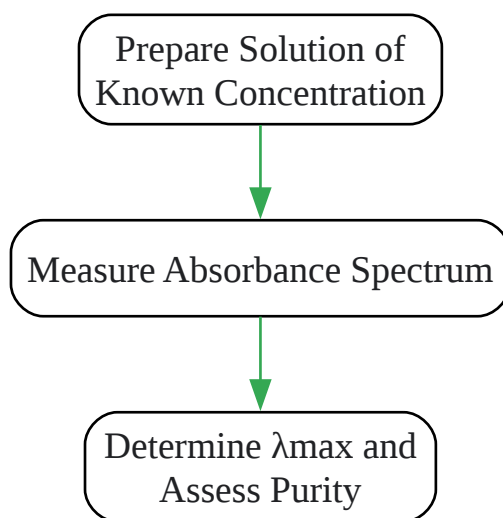 Prepare Solution of
Known Concentration
Measure Absorbance Spectrum
Determine λmax and
Assess Purity